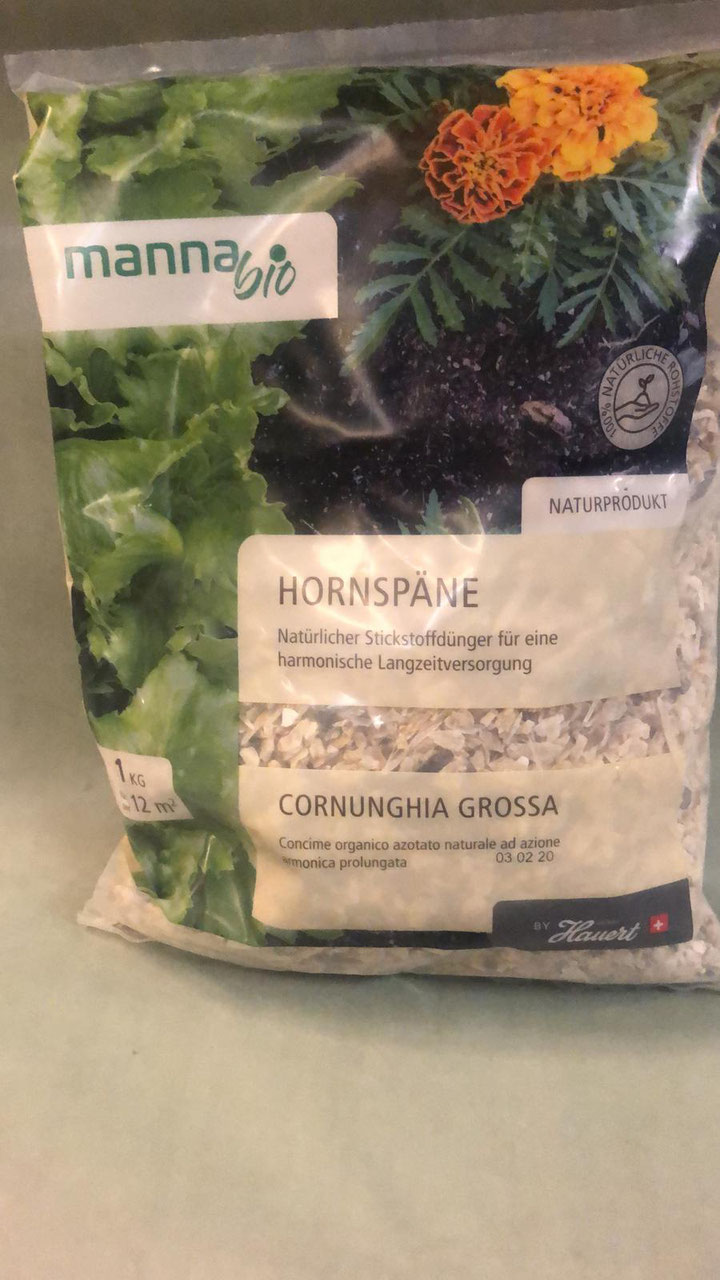 manna bio
100% NATÜRLICHE ROHSTOFFE
NATURPRODUKT
HORNSPÄNE
Natürlicher Stickstoffdünger für eine
harmonische Langzeitversorgung
1 KG
12 m²
CORNUNGHIA GROSSA
Concime organico azotato naturale ad azione
armonica prolungata
03 02 20
BY Hauert